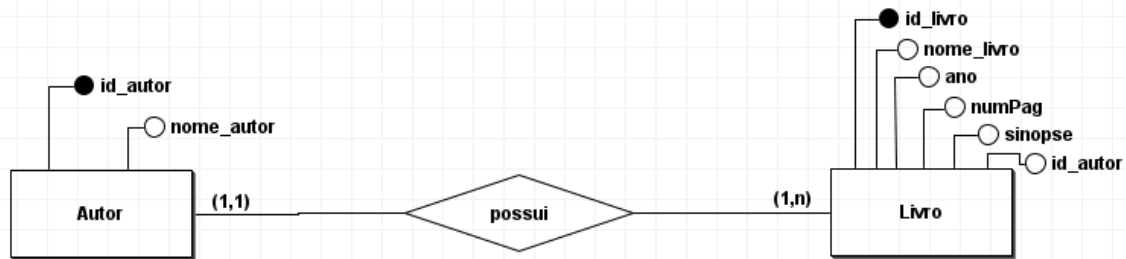 id_autor
nome_autor
Autor
(1,1)
possui
(1,n)
id_livro
nome_livro
ano
numPag
sinopse
id_autor
Livro